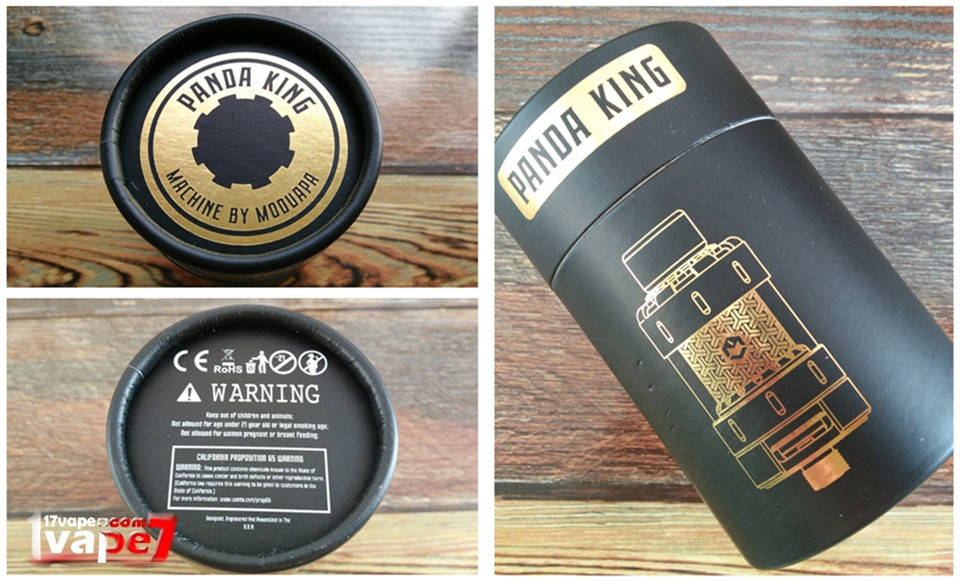 PANDA KING
MACHINE BY MODUAPA
PANDA KING
CE RoHS 21
WARNING
Keep out of children and animals;
Not allowed for age under 21 year old or legal smoking age;
Not allowed for women pregnant or breast feeding;
CALIFORNIA PROPOSITION 65 WARNING
WARNING: This product contains chemicals known to the State of
California to cause cancer and birth defects or other reproductive harm.
(California law requires this warning to be given to customers in the
State of California.)
For more information:
Designed, Engineered And Assembled In The
17vape.com
vape7